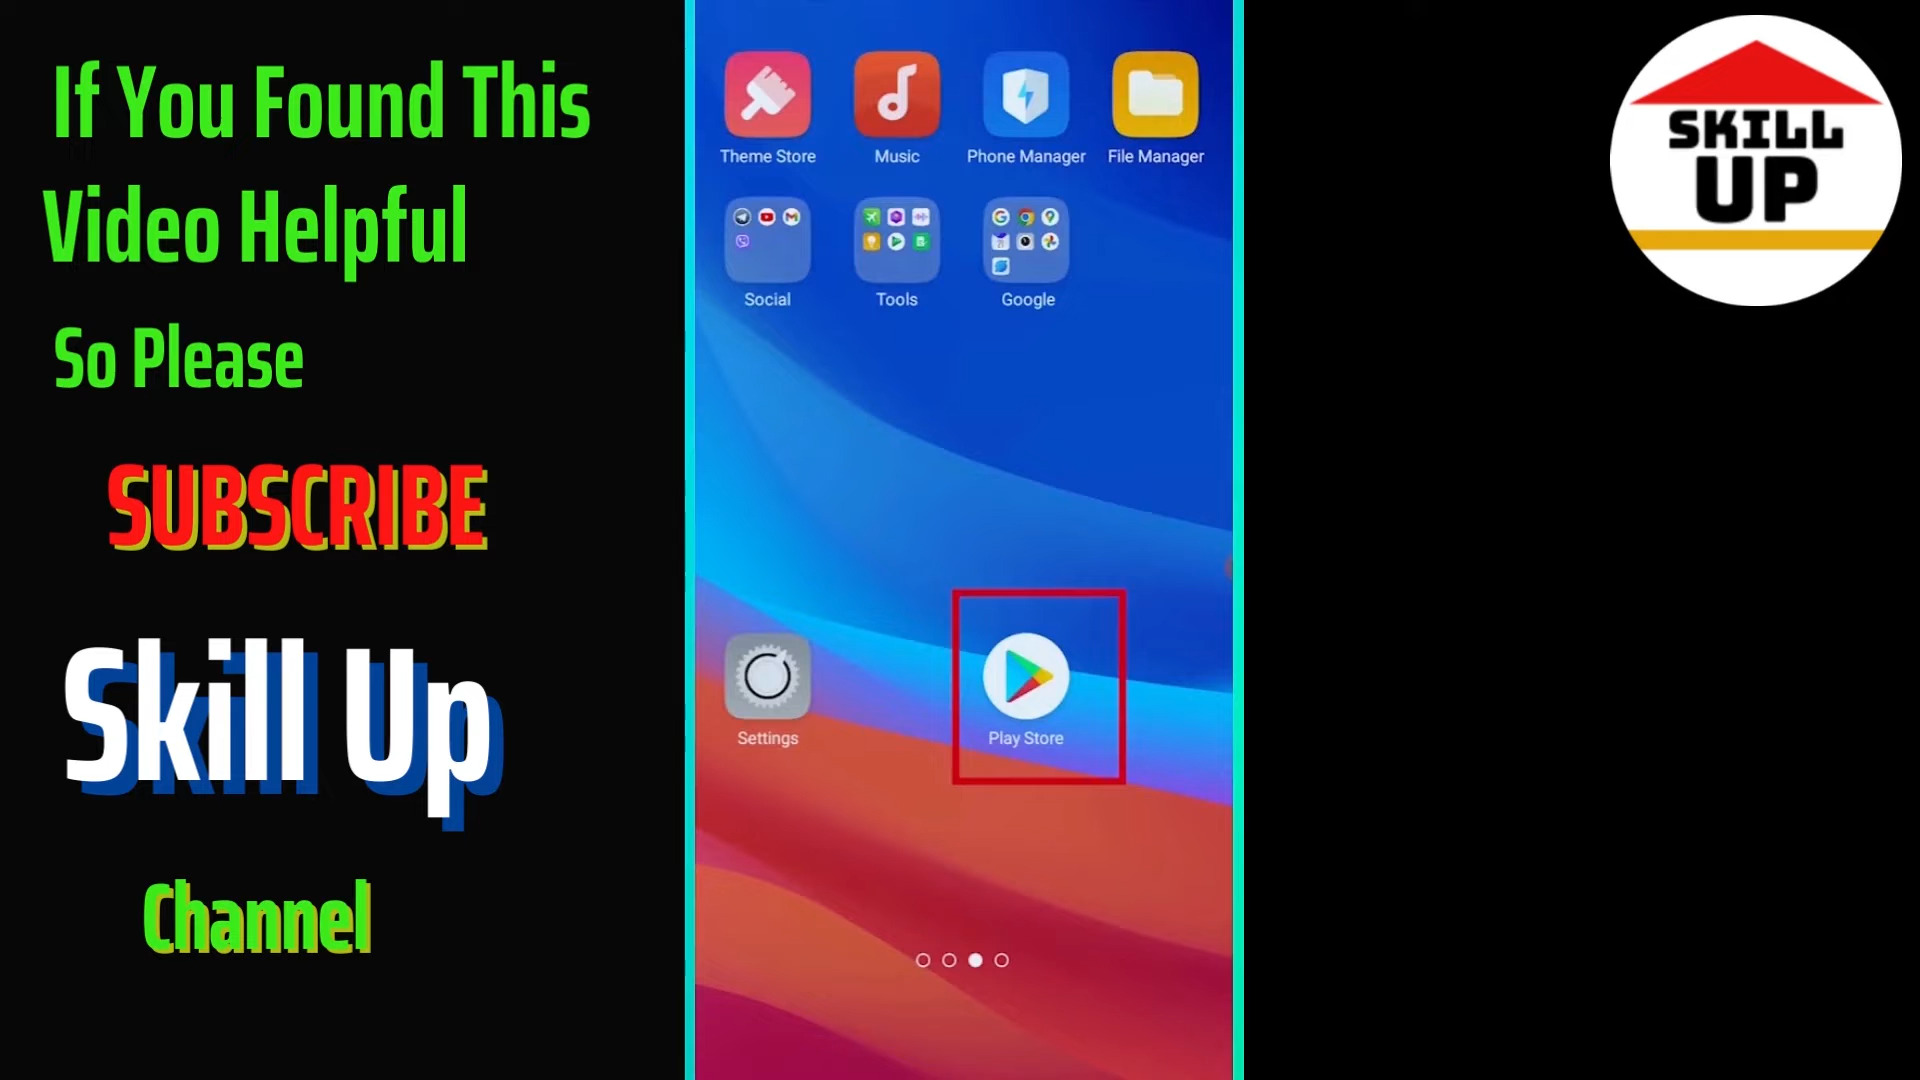 If You Found This
Video Helpful
So Please
SUBSCRIBE
Skill Up
Channel
Theme Store
Music
Phone Manager
File Manager
Social
Tools
Google
Settings
Play Store
SKILL
UP